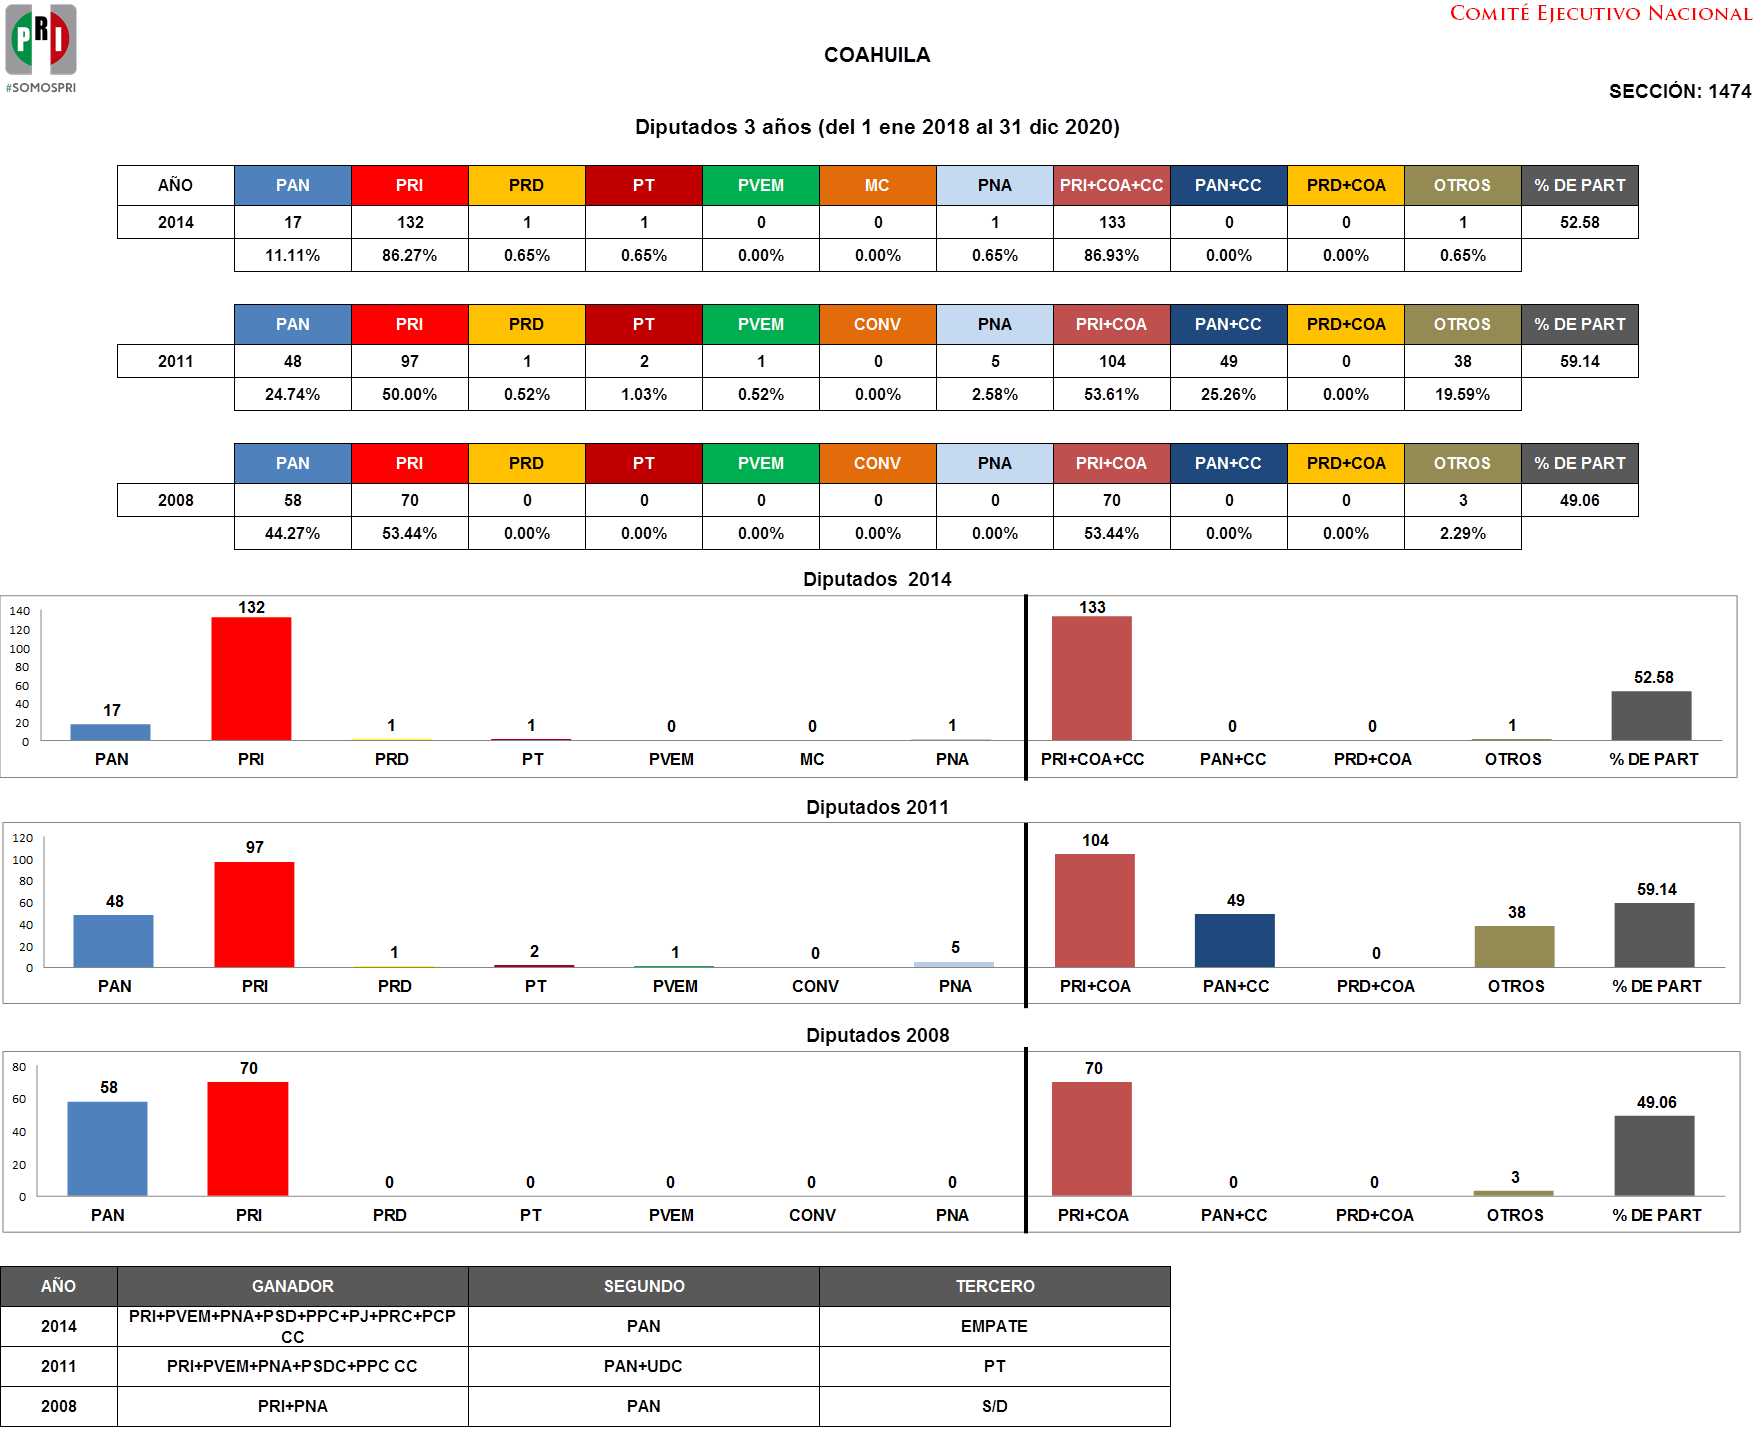 PRI
#SOMOSPRI
COMITÉ EJECUTIVO NACIONAL
COAHUILA
SECCIÓN: 1474
Diputados 3 años (del 1 ene 2018 al 31 dic 2020)
AÑO PAN PRI PRD PT PVEM MC PNA PRI+COA+CC PAN+CC PRD+COA OTROS % DE PART
2014 17 132 1 1 0 0 1 133 0 0 1 52.58
11.11% 86.27% 0.65% 0.65% 0.00% 0.00% 0.65% 86.93% 0.00% 0.00% 0.65%
PAN PRI PRD PT PVEM CONV PNA PRI+COA PAN+CC PRD+COA OTROS % DE PART
2011 48 97 1 2 1 0 5 104 49 0 38 59.14
24.74% 50.00% 0.52% 1.03% 0.52% 0.00% 2.58% 53.61% 25.26% 0.00% 19.59%
PAN PRI PRD PT PVEM CONV PNA PRI+COA PAN+CC PRD+COA OTROS % DE PART
2008 58 70 0 0 0 0 0 70 0 0 3 49.06
44.27% 53.44% 0.00% 0.00% 0.00% 0.00% 0.00% 53.44% 0.00% 0.00% 2.29%
Diputados 2014
140
120
100
80
60
40
20
0
17 132 1 1 0 0 1 133 0 0 1 52.58
PAN PRI PRD PT PVEM MC PNA PRI+COA+CC PAN+CC PRD+COA OTROS % DE PART
Diputados 2011
120
100
80
60
40
20
0
48 97 1 2 1 0 5 104 49 0 38 59.14
PAN PRI PRD PT PVEM CONV PNA PRI+COA PAN+CC PRD+COA OTROS % DE PART
Diputados 2008
80
60
40
20
0
58 70 0 0 0 0 0 70 0 0 3 49.06
PAN PRI PRD PT PVEM CONV PNA PRI+COA PAN+CC PRD+COA OTROS % DE PART
AÑO GANADOR SEGUNDO TERCERO
2014 PRI+PVEM+PNA+PSD+PPC+PJ+PRC+PCP
CC PAN EMPATE
2011 PRI+PVEM+PNA+PSDC+PPC CC PAN+UDC PT
2008 PRI+PNA PAN S/D